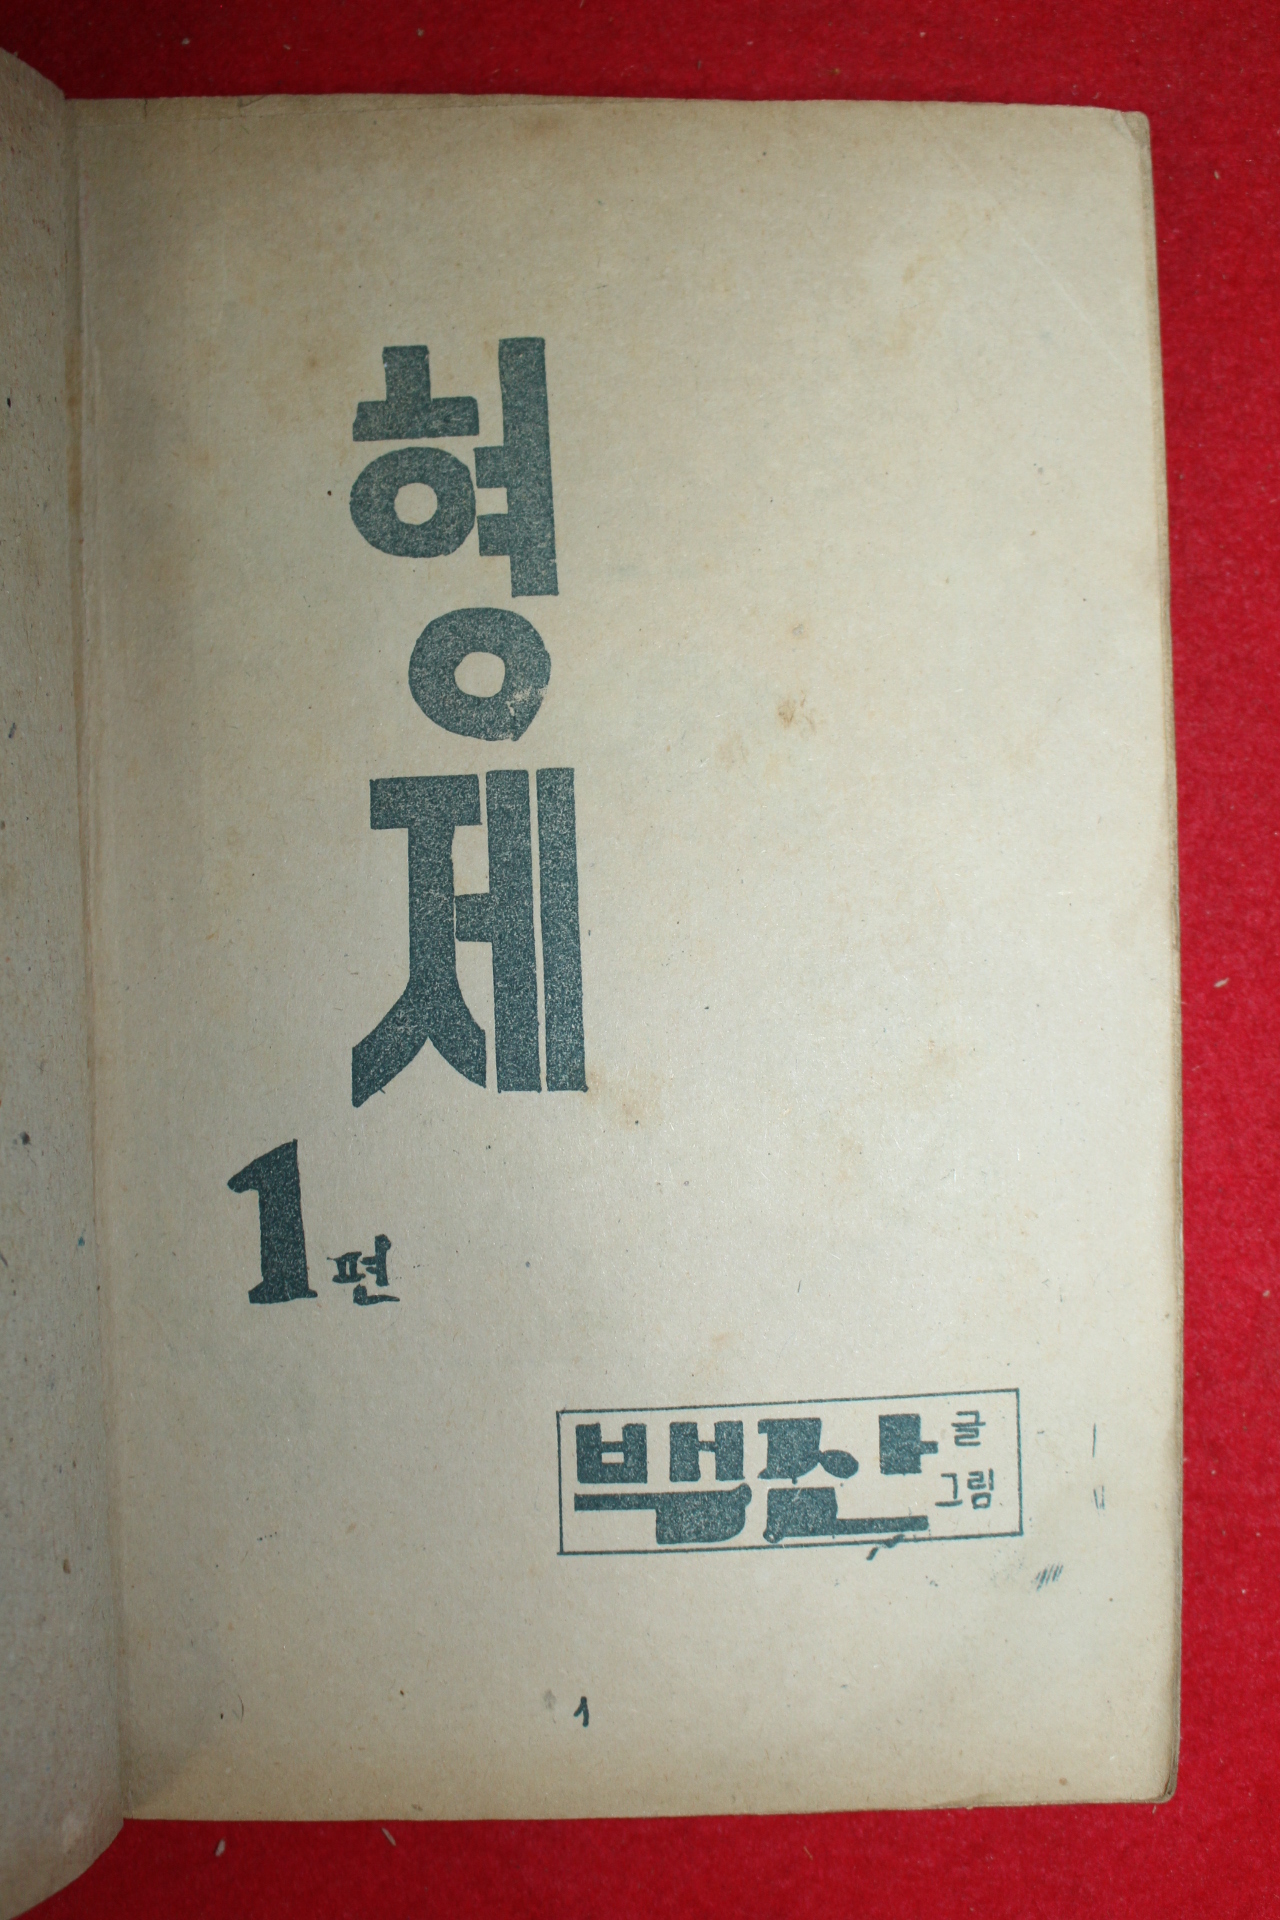 형제
1편
백산 글 그림
1